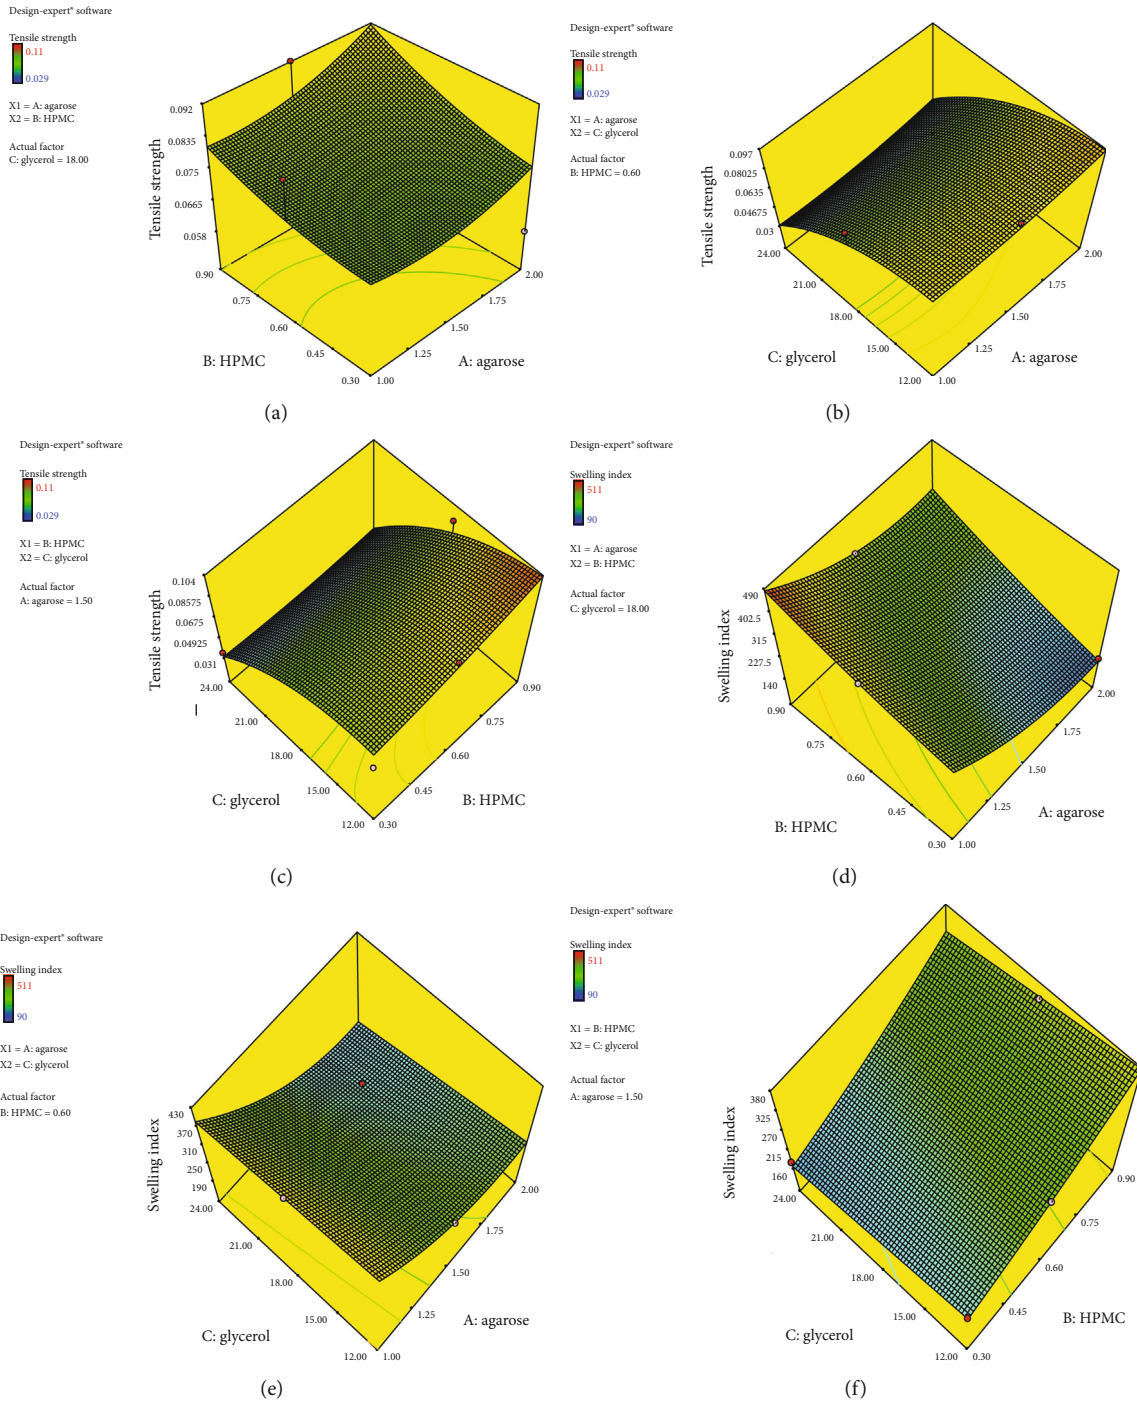 Design-expert® software
Tensile strength
0.11
0.029
X1 = A: agarose
X2 = B: HPMC
Actual factor
C: glycerol = 18.00
Tensile strength
0.092
0.0835
0.075
0.0665
0.058
0.90
0.75
0.60
0.45
0.30
1.00
1.25
1.50
1.75
2.00
B: HPMC
A: agarose
(a)
Design-expert® software
Tensile strength
0.11
0.029
X1 = A: agarose
X2 = C: glycerol
Actual factor
B: HPMC = 0.60
Tensile strength
0.097
0.08025
0.0635
0.04675
0.03
24.00
21.00
18.00
15.00
12.00
1.00
1.25
1.50
1.75
2.00
C: glycerol
A: agarose
(b)
Design-expert® software
Tensile strength
0.11
0.029
X1 = B: HPMC
X2 = C: glycerol
Actual factor
A: agarose = 1.50
Tensile strength
0.104
0.08575
0.0675
0.04925
0.031
24.00
21.00
18.00
15.00
12.00
0.30
0.45
0.60
0.75
0.90
C: glycerol
B: HPMC
(c)
Design-expert® software
Swelling index
511
90
X1 = A: agarose
X2 = B: HPMC
Actual factor
C: glycerol = 18.00
Swelling index
490
402.5
315
227.5
140
0.90
0.75
0.60
0.45
0.30
1.00
1.25
1.50
1.75
2.00
B: HPMC
A: agarose
(d)
Design-expert® software
Swelling index
511
90
X1 = A: agarose
X2 = C: glycerol
Actual factor
B: HPMC = 0.60
Swelling index
430
370
310
250
190
24.00
21.00
18.00
15.00
12.00
1.00
1.25
1.50
1.75
2.00
C: glycerol
A: agarose
(e)
Design-expert® software
Swelling index
511
90
X1 = B: HPMC
X2 = C: glycerol
Actual factor
A: agarose = 1.50
Swelling index
380
325
270
215
160
24.00
21.00
18.00
15.00
12.00
0.30
0.45
0.60
0.75
0.90
C: glycerol
B: HPMC
(f)